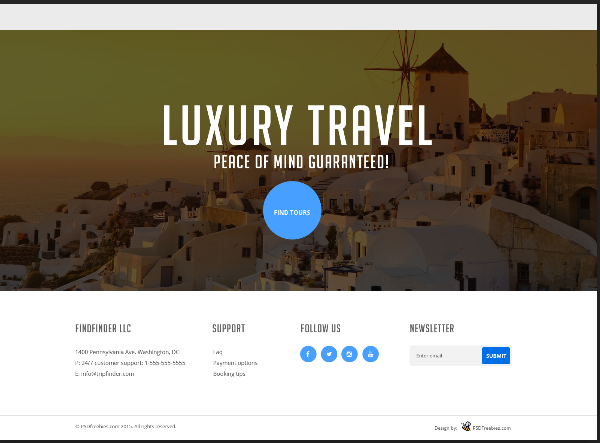 LUXURY TRAVEL
PEACE OF MIND GUARANTEED!
FIND TOURS
FINDFINDER LLC
1400 Pennsylvania Ave. Washington, DC
P: 24/7 customer support: 1-555-555-5555
E: info@tripfinder.com
SUPPORT
Faq
Payment options
Booking tips
FOLLOW US
NEWSLETTER
Enter email
SUBMIT
© PSDfreebies.com 2015. All rights reserved.
Design by: PSDFreebies.com